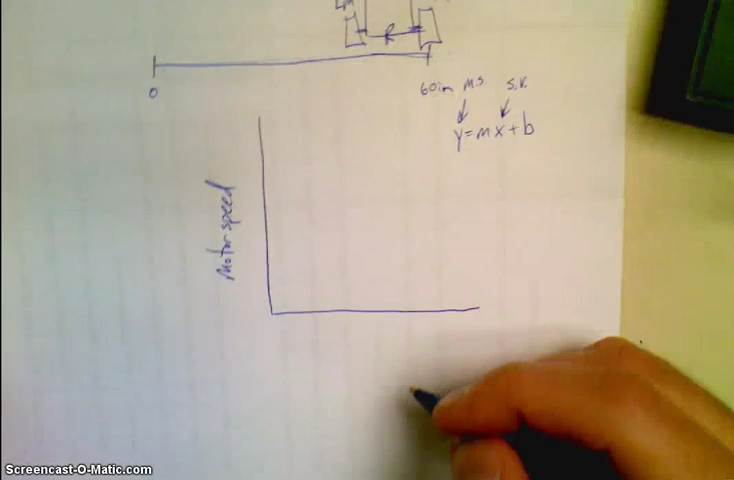 R
0
60in M.S. S.V.
y=mx+b
Motor speed
Screencast-O-Matic.com